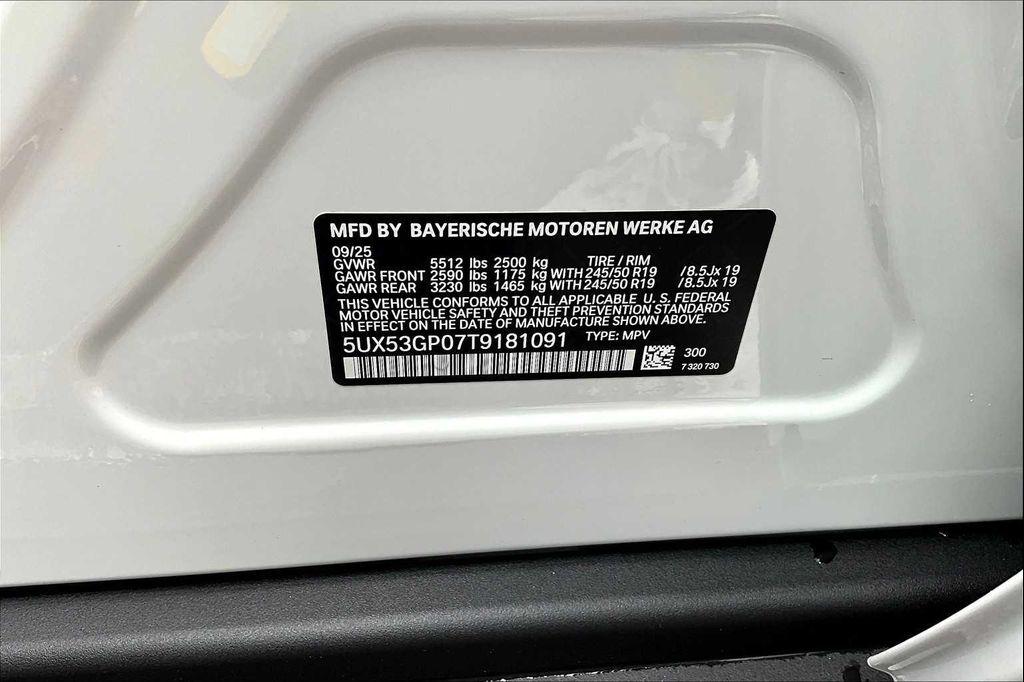 MFD BY BAYERISCHE MOTOREN WERKE AG
09/25
GVWR 5512 lbs 2500 kg TIRE / RIM
GAWR FRONT 2590 lbs 1175 kg WITH 245/50 R19 /8.5Jx 19
GAWR REAR 3230 lbs 1465 kg WITH 245/50 R19 /8.5Jx 19
THIS VEHICLE CONFORMS TO ALL APPLICABLE U. S. FEDERAL
MOTOR VEHICLE SAFETY AND THEFT PREVENTION STANDARDS
IN EFFECT ON THE DATE OF MANUFACTURE SHOWN ABOVE.
5UX53GP07T9181091 TYPE: MPV
300
7 320 730